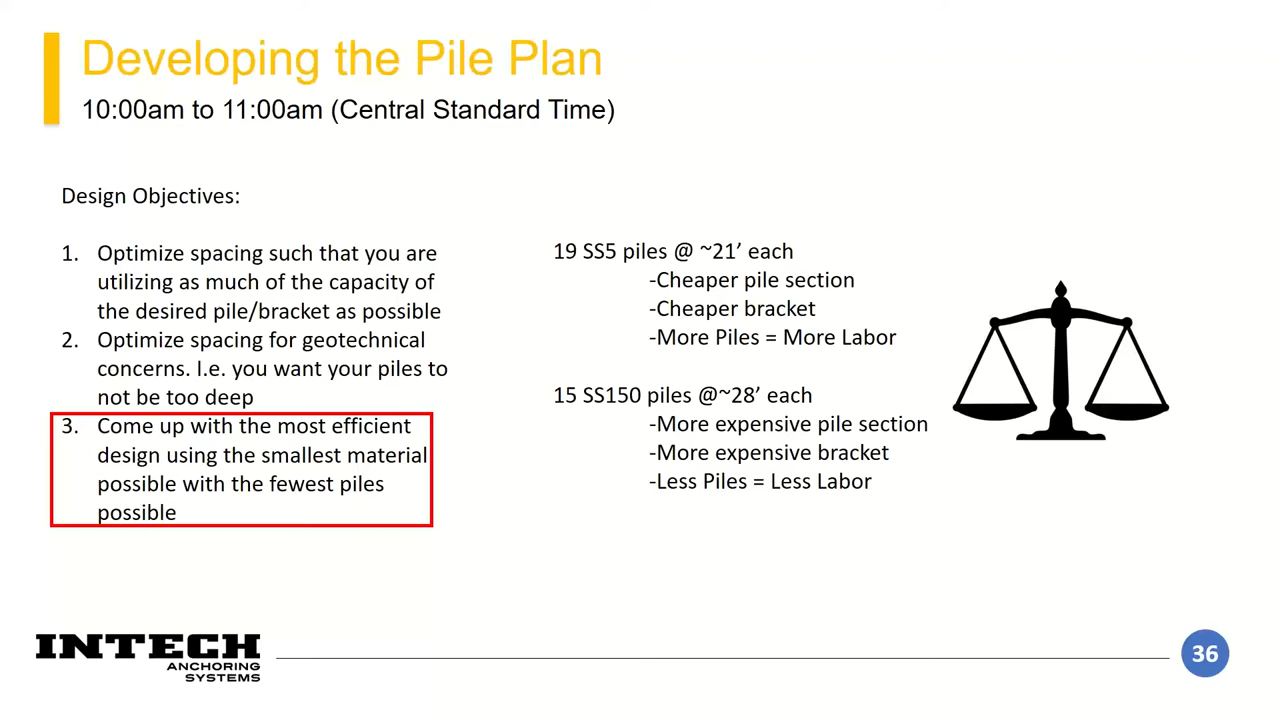 Developing the Pile Plan
10:00am to 11:00am (Central Standard Time)
Design Objectives:
1. Optimize spacing such that you are
utilizing as much of the capacity of
the desired pile/bracket as possible
2. Optimize spacing for geotechnical
concerns. I.e. you want your piles to
not be too deep
3. Come up with the most efficient
design using the smallest material
possible with the fewest piles
possible
19 SS5 piles @ ~21’ each
-Cheaper pile section
-Cheaper bracket
-More Piles = More Labor
15 SS150 piles @~28’ each
-More expensive pile section
-More expensive bracket
-Less Piles = Less Labor
INTECH
ANCHORING
SYSTEMS
36